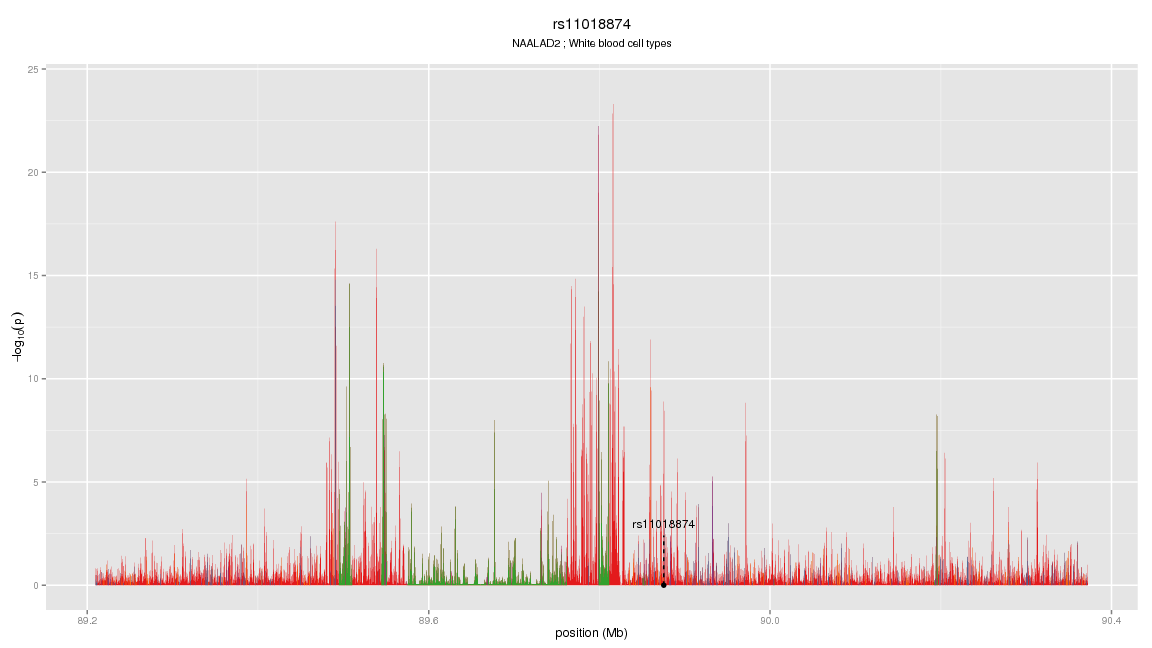 rs11018874
NAALAD2 ; White blood cell types
25
20
15
10
5
0
−log10(p)
rs11018874
89.2
89.6
90.0
90.4
position (Mb)